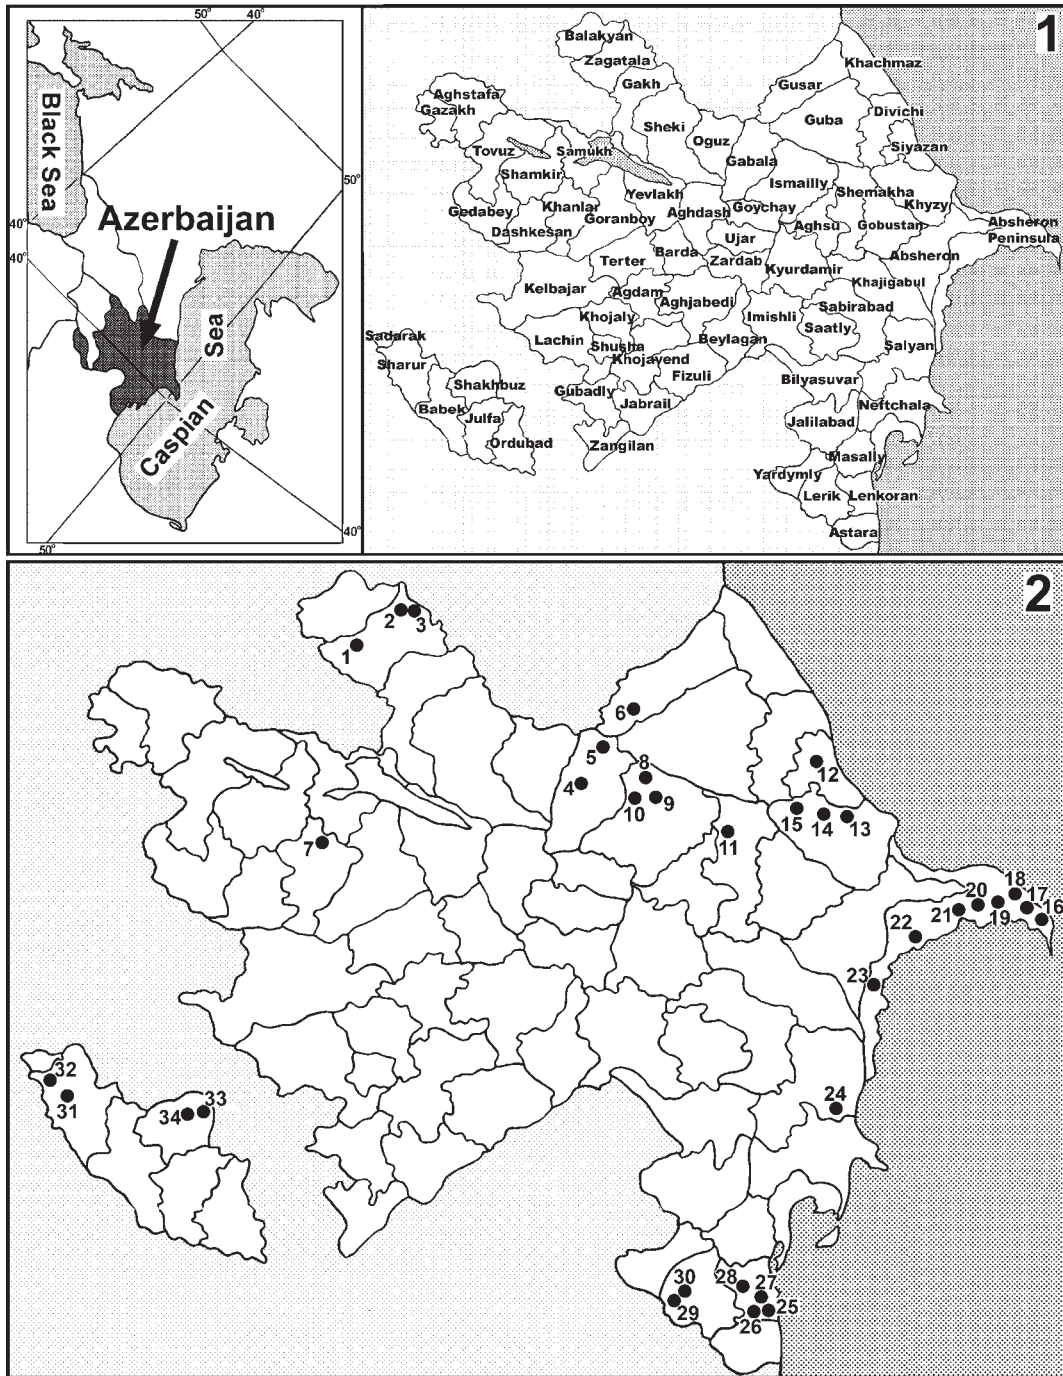 50°
40°
Black Sea
50°
40°
40°
Azerbaijan
Caspian
Sea
50°
40°
1
Balakyan
Zagatala
Gakh
Khachmaz
Gusar
Aghstafa
Gazakh
Guba
Divichi
Sheki
Oguz
Siyazan
Tovuz
Samukh
Gabala
Shamkir
Ismailly
Shemakha
Yevlakh
Khyzy
Gedabey
Khanlar
Goranboy
Aghdash
Goychay
Absheron
Peninsula
Dashkesan
Ujar
Aghsu
Gobustan
Terter
Barda
Zardab
Kyurdamir
Absheron
Kelbajar
Agdam
Aghjabedi
Khajigabul
Khojaly
Imishli
Sabirabad
Saatly
Sadarak
Lachin
Shusha
Beylagan
Salyan
Sharur
Khojavend
Fizuli
Shakhbuz
Gubadly
Bilyasuvar
Babek
Julfa
Jabrail
Neftchala
Jalilabad
Ordubad
Zangilan
Masally
Yardymly
Lerik
Lenkoran
Astara
2
2
3
1
6
5
8
4
12
10
9
15
14
13
11
7
18
17
20
16
21
19
22
23
32
31
33
34
24
30
28
27
29
26
25